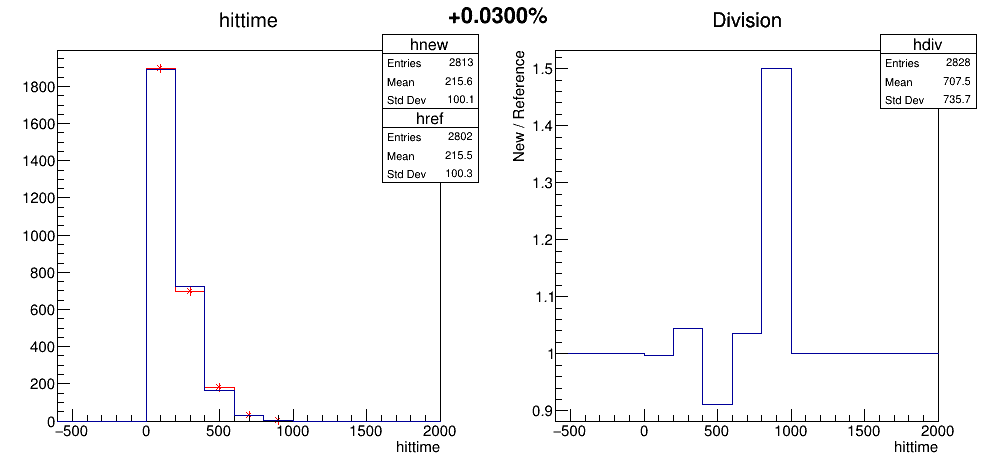 +0.0300%
hittime
hnew
Entries 2813
Mean 215.6
Std Dev 100.1
href
Entries 2802
Mean 215.5
Std Dev 100.3
1800
1600
1400
1200
1000
800
600
400
200
0
−500 0 500 1000 1500 2000
hittime
Division
hdiv
Entries 2828
Mean 707.5
Std Dev 735.7
New / Reference
1.5
1.4
1.3
1.2
1.1
1
0.9
−500 0 500 1000 1500 2000
hittime